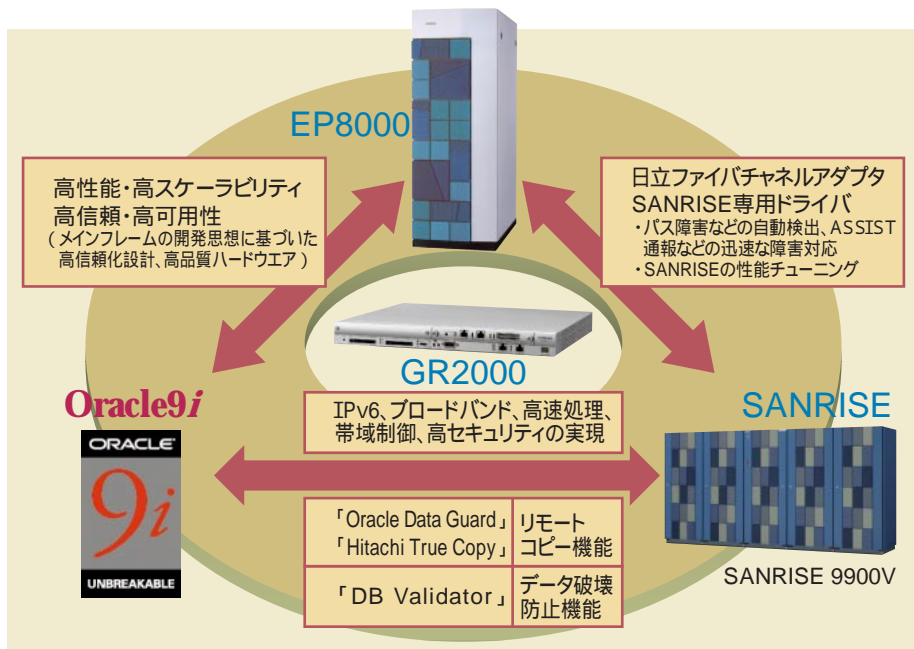 EP8000
高性能・高スケーラビリティ
高信頼・高可用性
(メインフレームの開発思想に基づいた
高信頼化設計、高品質ハードウエア)
日立ファイバチャネルアダプタ
SANRISE専用ドライバ
・パス障害などの自動検出、ASSIST
通報などの迅速な障害対応
・SANRISEの性能チューニング
GR2000
IPv6、ブロードバンド、高速処理、
帯域制御、高セキュリティの実現
Oracle9i
ORACLE
9i
UNBREAKABLE
SANRISE
SANRISE 9900V
「Oracle Data Guard」
「Hitachi True Copy」
リモート
コピー機能
「DB Validator」
データ破壊
防止機能